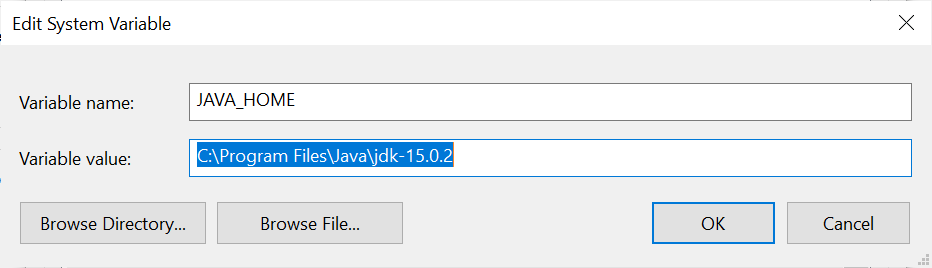 Edit System Variable
Variable name: JAVA_HOME
Variable value: C:\Program Files\Java\jdk-15.0.2
Browse Directory... Browse File... OK Cancel